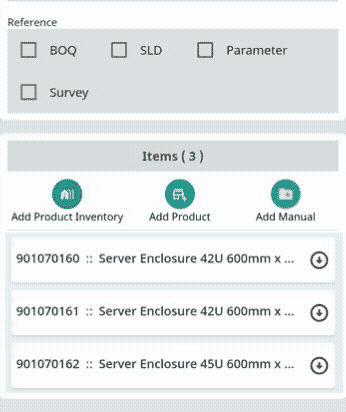 Reference
BOQ SLD Parameter
Survey
Items ( 3 )
Add Product Inventory Add Product Add Manual
901070160 :: Server Enclosure 42U 600mm x ...
901070161 :: Server Enclosure 42U 600mm x ...
901070162 :: Server Enclosure 45U 600mm x ...